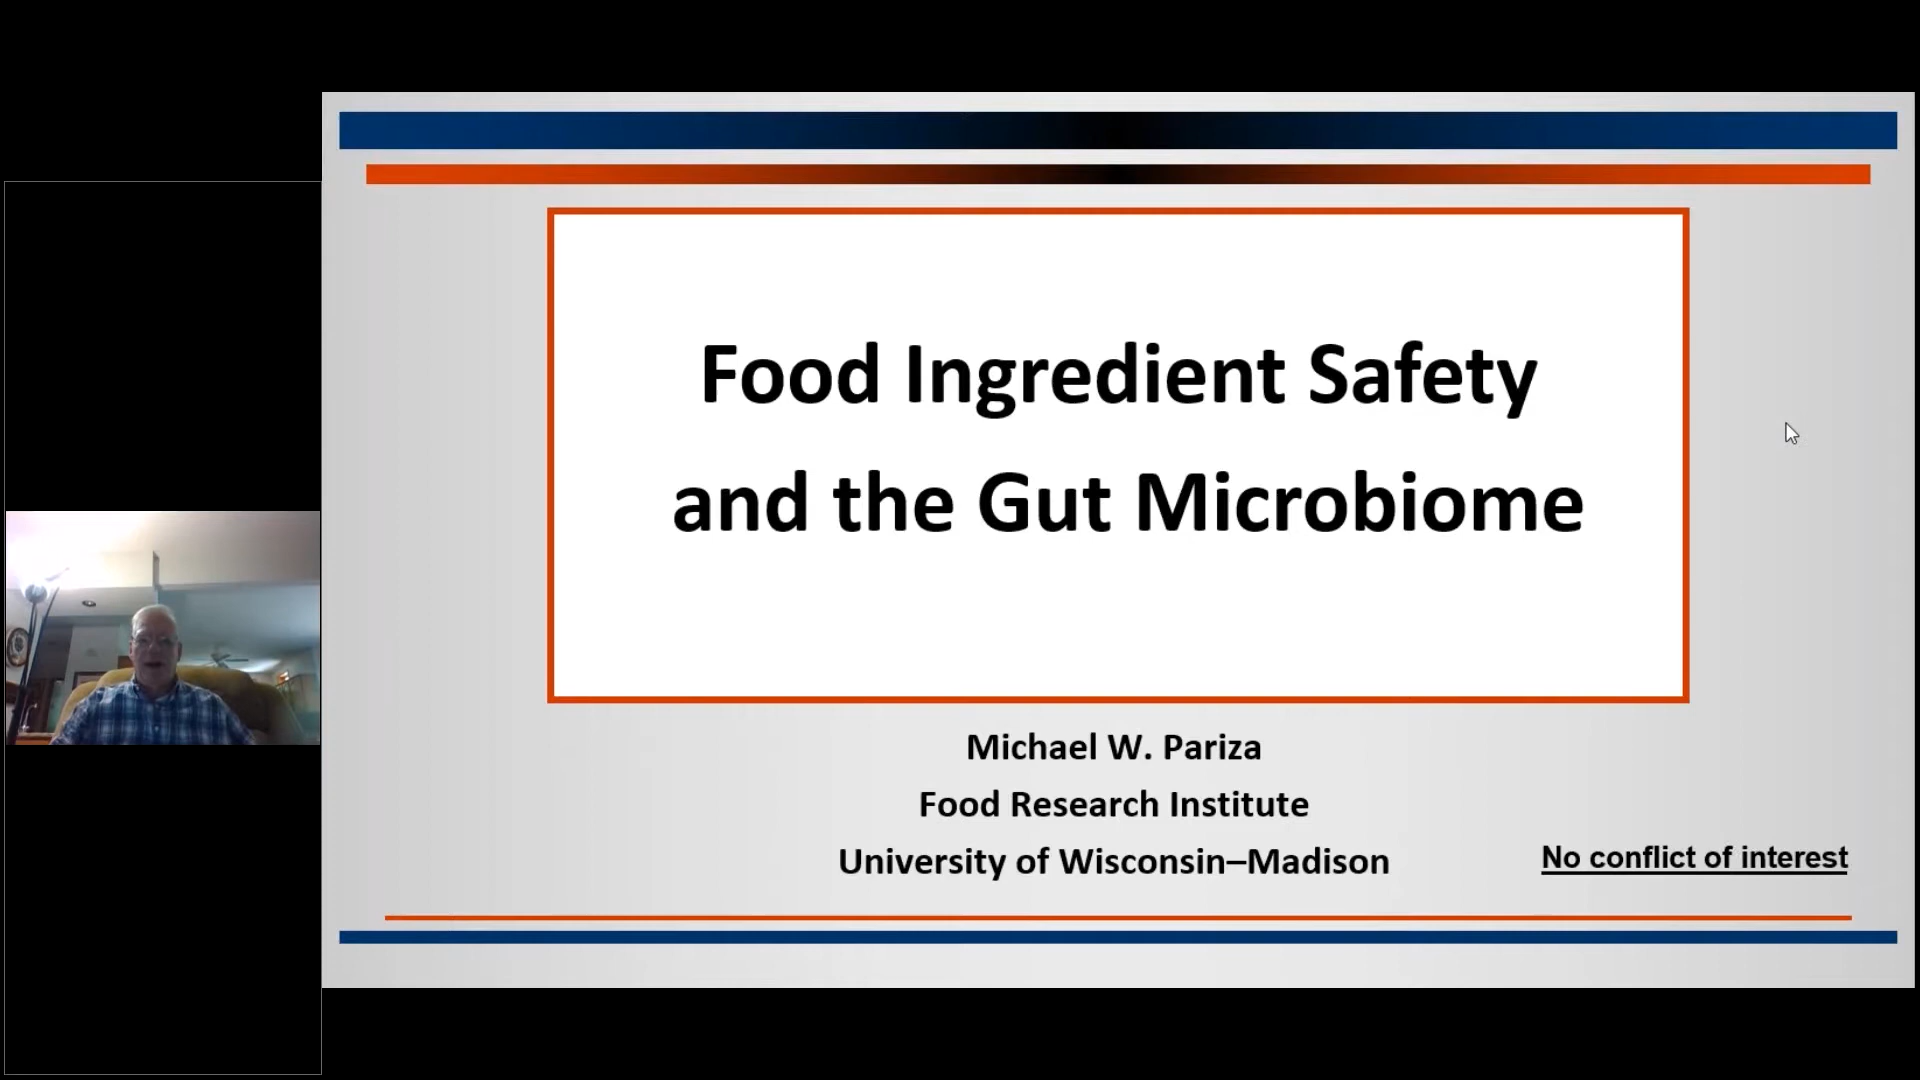 Food Ingredient Safety
and the Gut Microbiome
Michael W. Pariza
Food Research Institute
University of Wisconsin–Madison
No conflict of interest